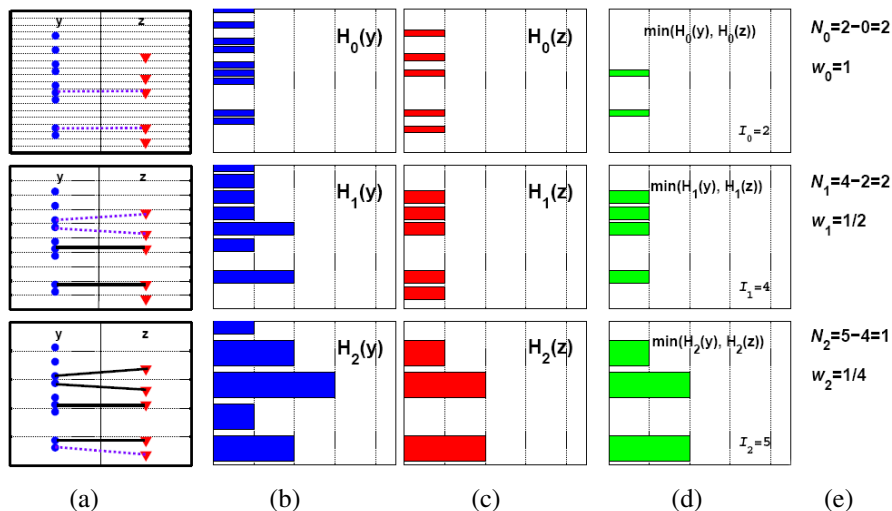 y z
H₀(y)
H₀(z)
min(H₀(y), H₀(z))
I₀=2
N₀=2−0=2
w₀=1
y z
H₁(y)
H₁(z)
min(H₁(y), H₁(z))
I₁=4
N₁=4−2=2
w₁=1/2
y z
H₂(y)
H₂(z)
min(H₂(y), H₂(z))
I₂=5
N₂=5−4=1
w₂=1/4
(a) (b) (c) (d) (e)